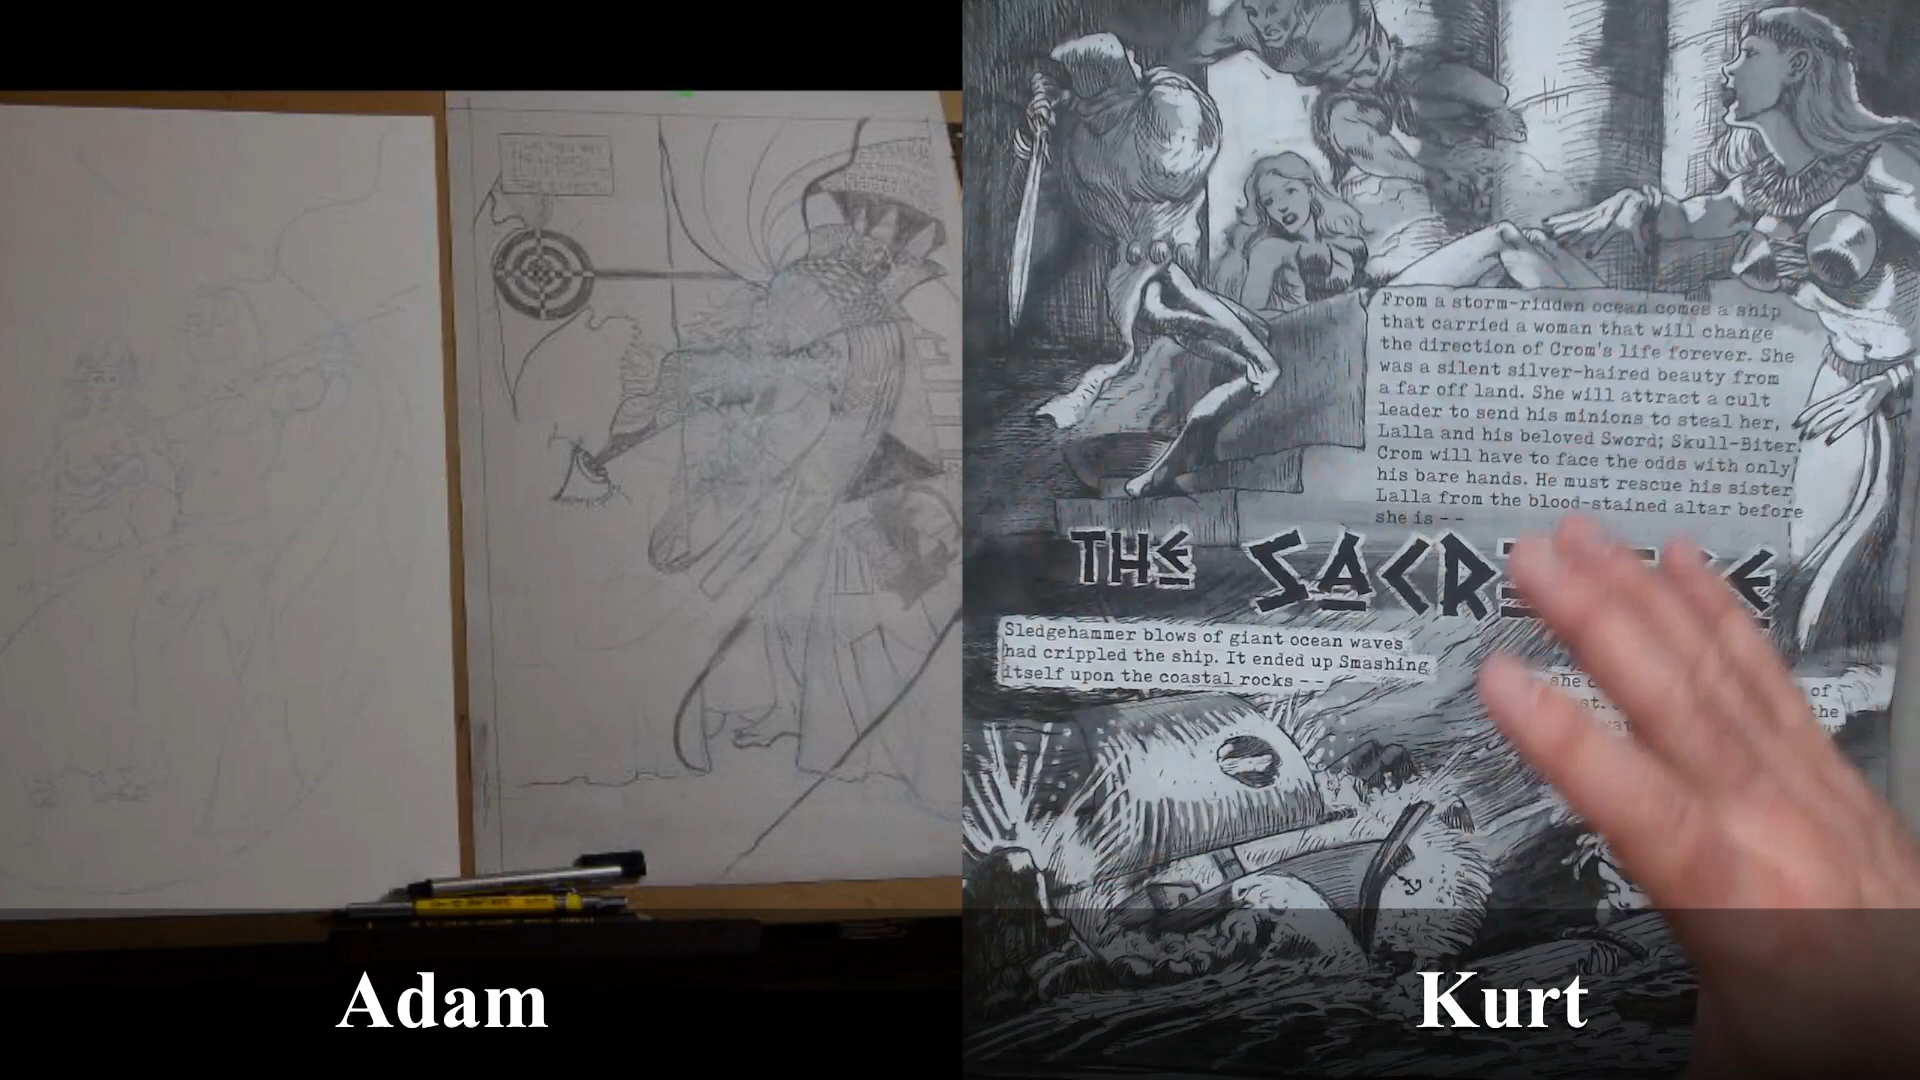 From a storm-ridden ocean comes a ship
that carried a woman that will change
the direction of Crom's life forever. She
was a silent silver-haired beauty from
a far off land. She will attract a cult
leader to send his minions to steal her,
Lalla and his beloved Sword; Skull-Biter.
Crom will have to face the odds with only
his bare hands. He must rescue his sister
Lalla from the blood-stained altar before
she is - -
THE SACR
Sledgehammer blows of giant ocean waves
had crippled the ship. It ended up Smashing
itself upon the coastal rocks - -
she of
the
Adam
Kurt